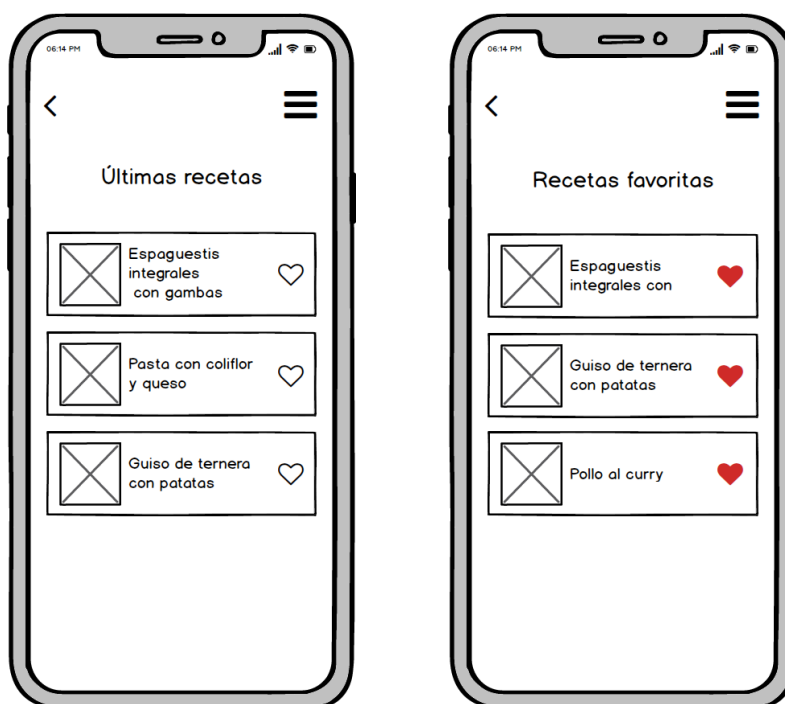 06:14 PM
Últimas recetas
Espaguestis
integrales
con gambas
Pasta con coliflor
y queso
Guiso de ternera
con patatas
06:14 PM
Recetas favoritas
Espaguestis
integrales con
Guiso de ternera
con patatas
Pollo al curry